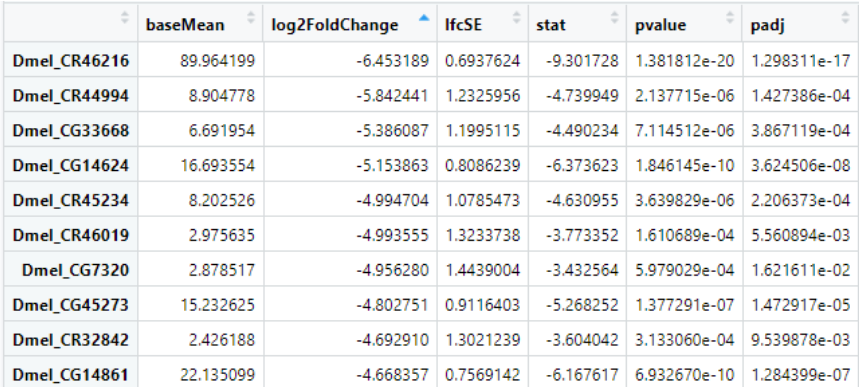 baseMean log2FoldChange lfcSE stat pvalue padj
Dmel_CR46216 89.964199 -6.453189 0.6937624 -9.301728 1.381812e-20 1.298311e-17
Dmel_CR44994 8.904778 -5.842441 1.2325956 -4.739949 2.137715e-06 1.427386e-04
Dmel_CG33668 6.691954 -5.386087 1.1995115 -4.490234 7.114512e-06 3.867119e-04
Dmel_CG14624 16.693554 -5.153863 0.8086239 -6.373623 1.846145e-10 3.624506e-08
Dmel_CR45234 8.202526 -4.994704 1.0785473 -4.630955 3.639829e-06 2.206373e-04
Dmel_CR46019 2.975635 -4.993555 1.3233738 -3.773352 1.610689e-04 5.560894e-03
Dmel_CG7320 2.878517 -4.956280 1.4439004 -3.432564 5.979029e-04 1.621611e-02
Dmel_CG45273 15.232625 -4.802751 0.9116403 -5.268252 1.377291e-07 1.472917e-05
Dmel_CR32842 2.426188 -4.692910 1.3021239 -3.604042 3.133060e-04 9.539878e-03
Dmel_CG14861 22.135099 -4.668357 0.7569142 -6.167617 6.932670e-10 1.284399e-07